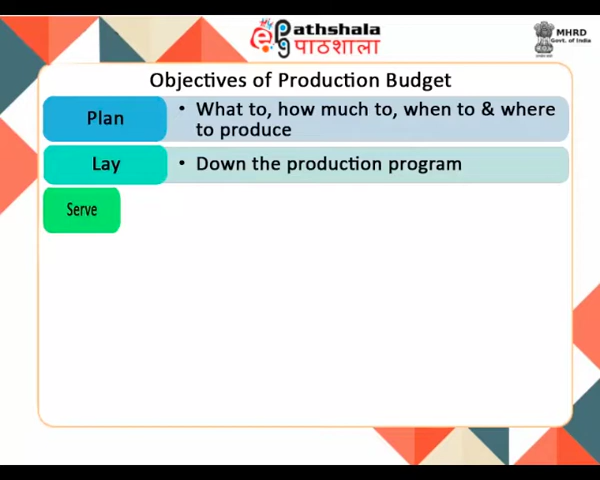 ePathshala
पाठशाला
MHRD
Govt. of India
Objectives of Production Budget
Plan
• What to, how much to, when to & where
to produce
Lay
• Down the production program
Serve